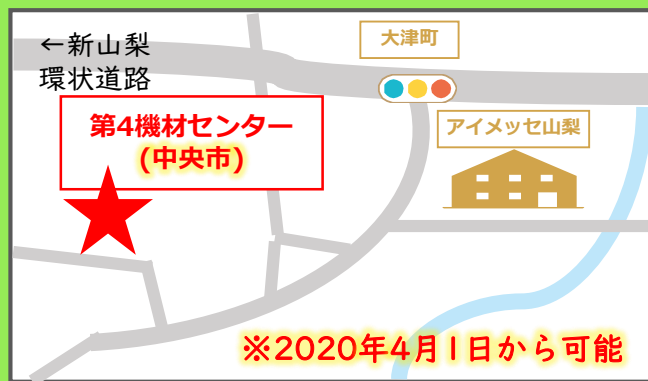 ←新山梨
環状道路
大津町
第4機材センター
(中央市)
アイメッセ山梨
※2020年4月1日から可能